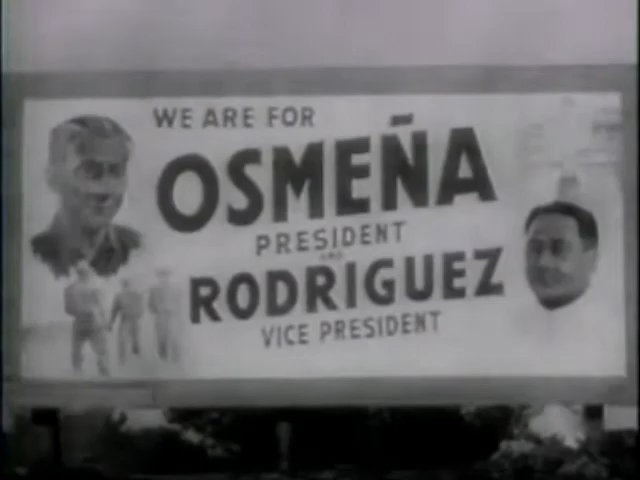 WE ARE FOR
OSMEÑA
PRESIDENT
AND
RODRIGUEZ
VICE PRESIDENT